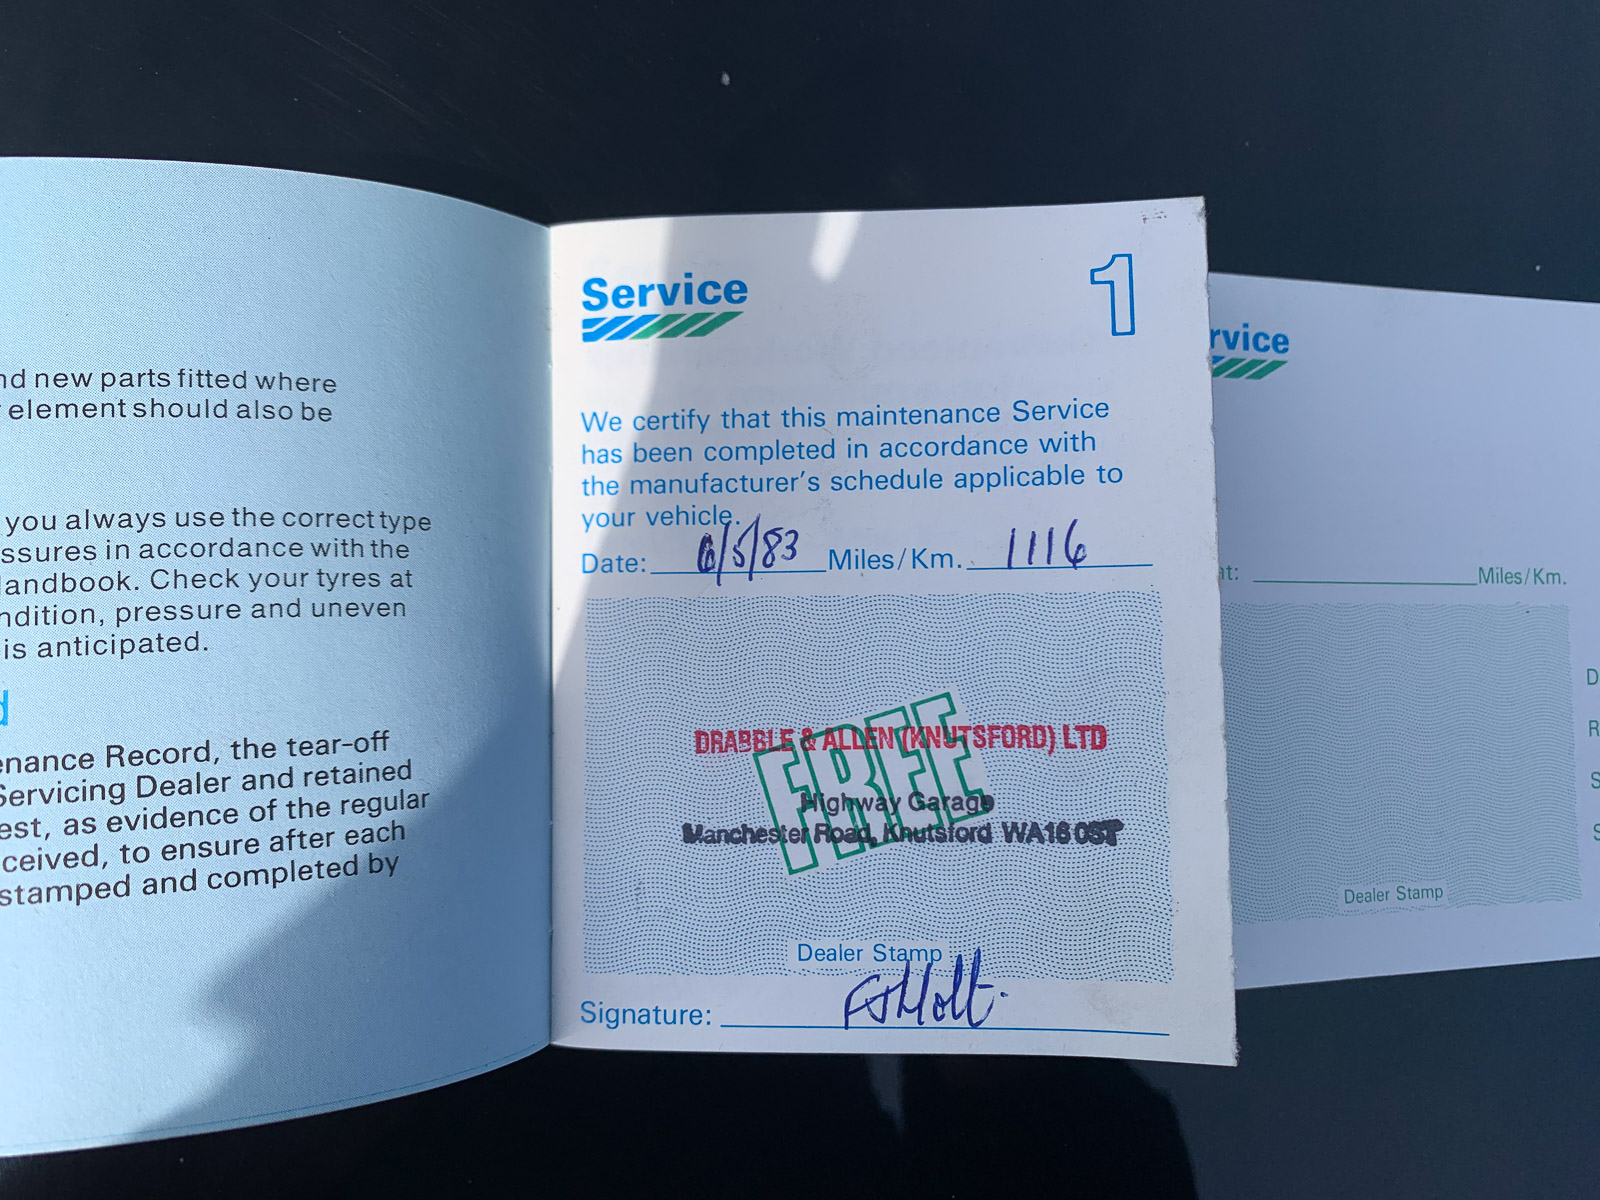 nd new parts fitted where
element should also be
you always use the correct type
ssures in accordance with the
andbook. Check your tyres at
ndition, pressure and uneven
is anticipated.
d
enance Record, the tear-off
Servicing Dealer and retained
est, as evidence of the regular
ceived, to ensure after each
stamped and completed by
Service
1
We certify that this maintenance Service
has been completed in accordance with
the manufacturer's schedule applicable to
your vehicle.
Date: 6/5/83 Miles/Km. 1116
DRABBLE & ALLEN (KNUTSFORD) LTD
FREE
Highway Garage
Manchester Road, Knutsford WA16 0ST
Dealer Stamp
Signature:
rvice
at: Miles/Km.
Dealer Stamp
D
R
S
S